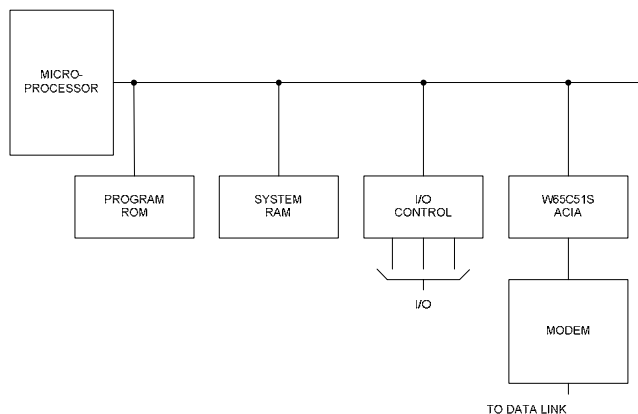 MICRO-
PROCESSOR
PROGRAM
ROM
SYSTEM
RAM
I/O
CONTROL
W65C51S
ACIA
I/O
MODEM
TO DATA LINK